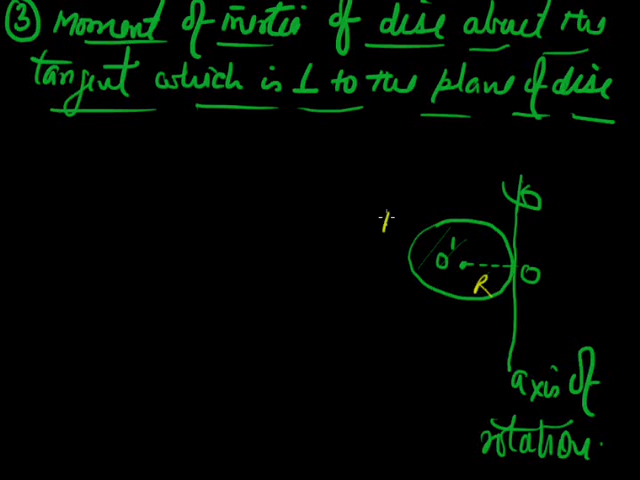 ③ Moment of inertia of disc about the
tangent which is ⊥ to the plane of disc
O'
R
O
axis of
rotation.